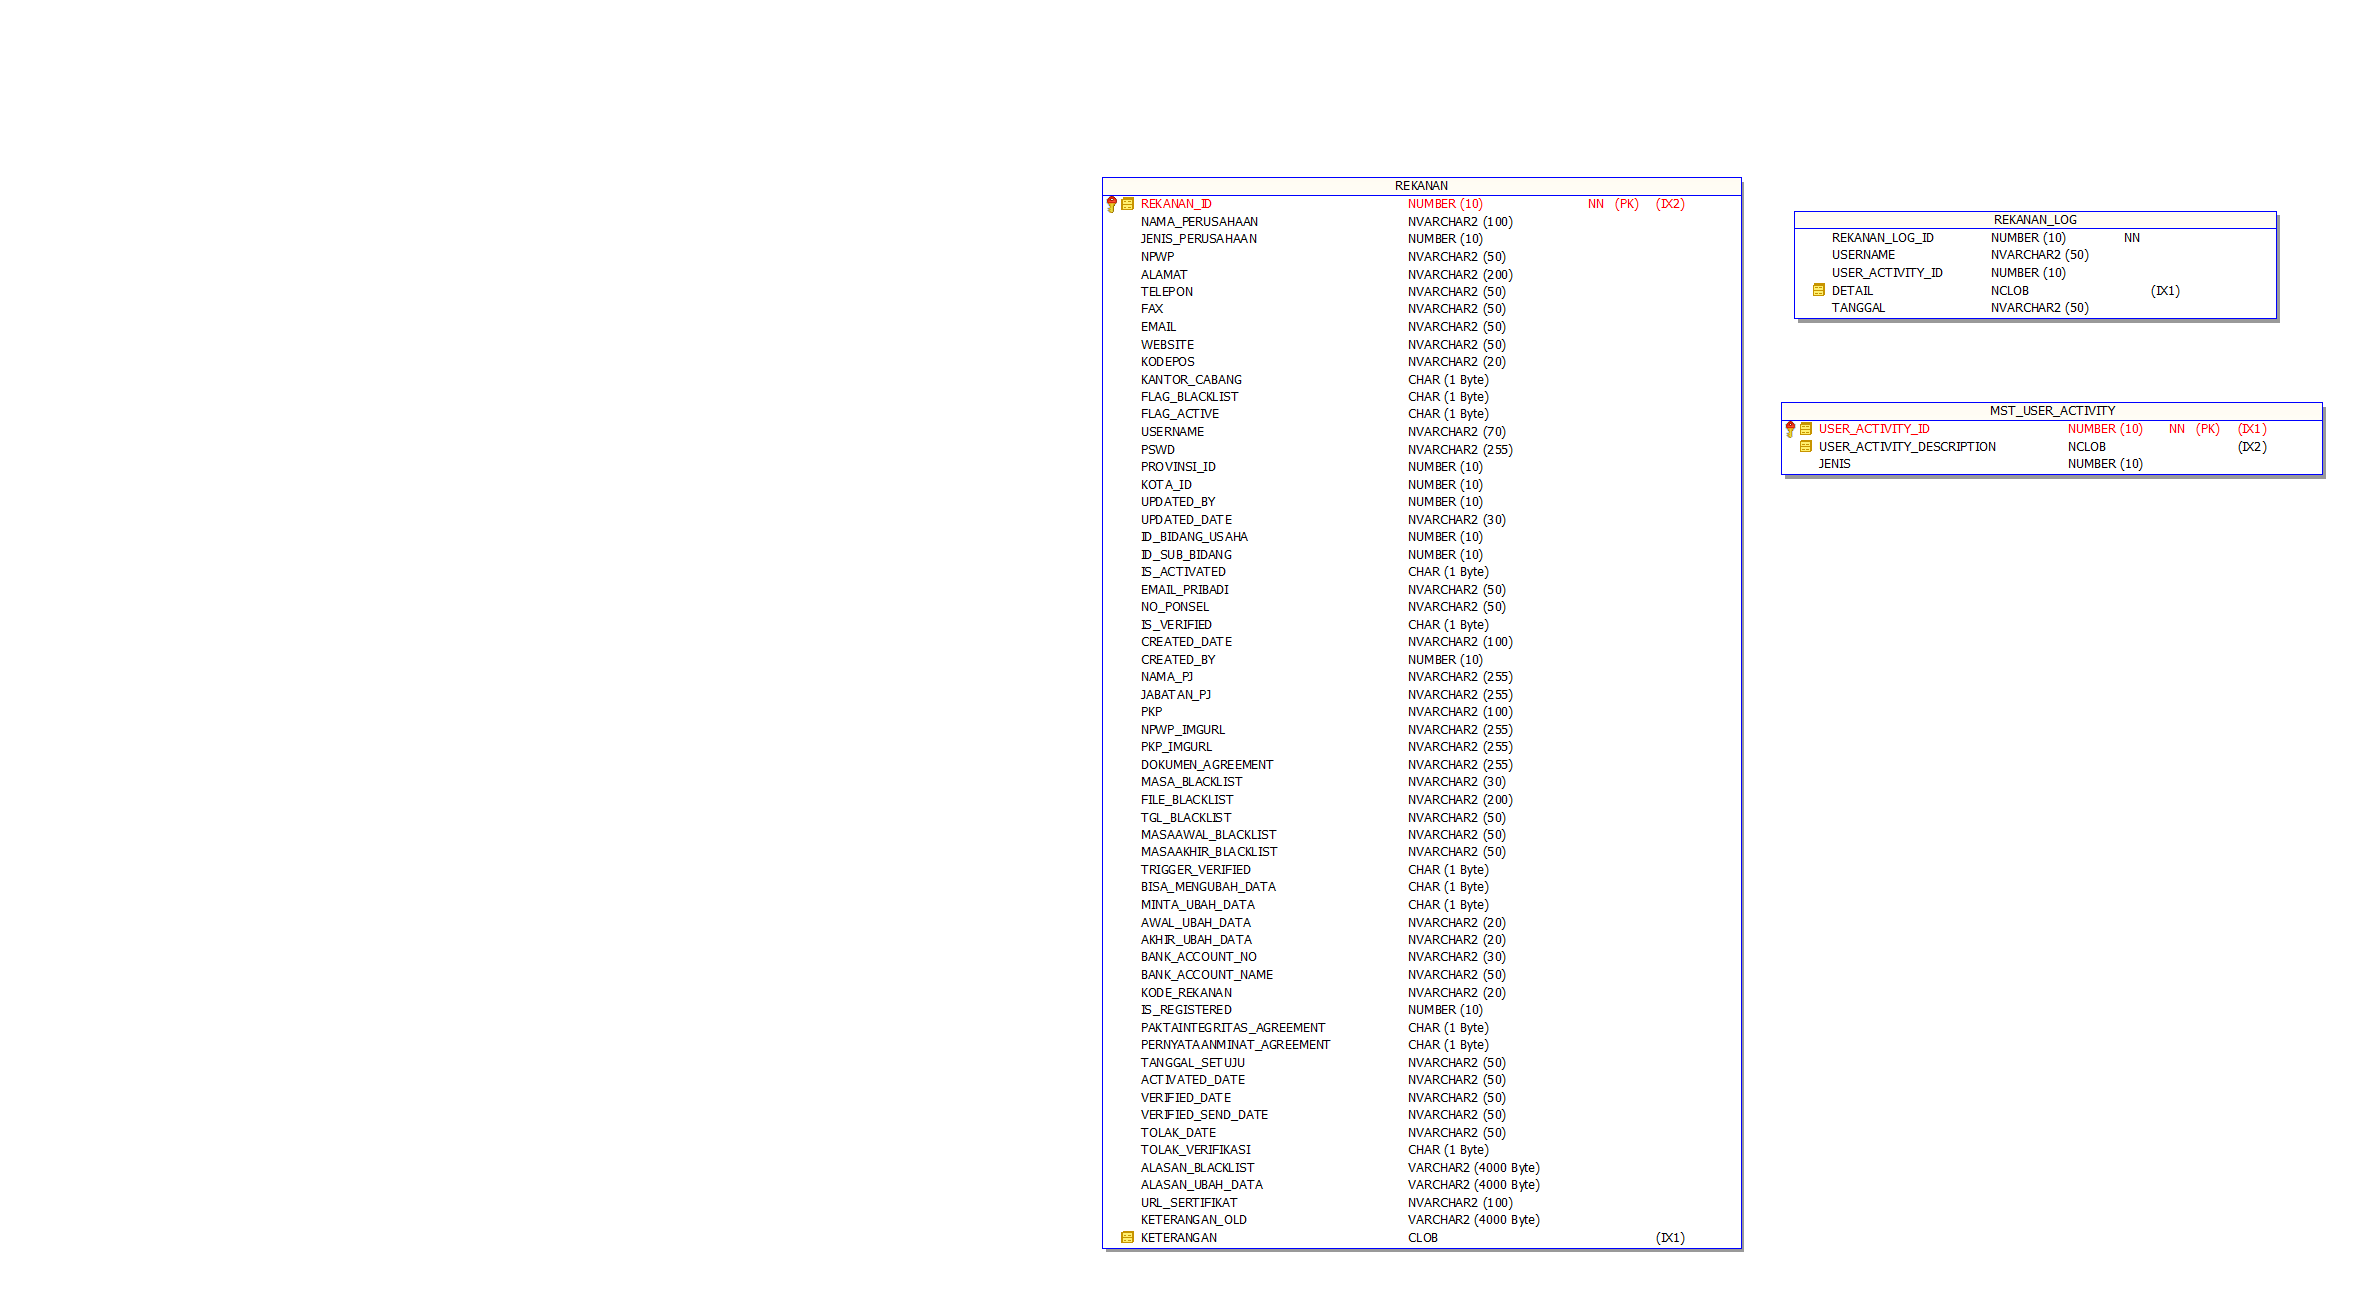 REKANAN
REKANAN_ID NUMBER (10) NN (PK) (IX2)
NAMA_PERUSAHAAN NVARCHAR2 (100)
JENIS_PERUSAHAAN NUMBER (10)
NPWP NVARCHAR2 (50)
ALAMAT NVARCHAR2 (200)
TELEPON NVARCHAR2 (50)
FAX NVARCHAR2 (50)
EMAIL NVARCHAR2 (50)
WEBSITE NVARCHAR2 (50)
KODEPOS NVARCHAR2 (20)
KANTOR_CABANG CHAR (1 Byte)
FLAG_BLACKLIST CHAR (1 Byte)
FLAG_ACTIVE CHAR (1 Byte)
USERNAME NVARCHAR2 (70)
PSWD NVARCHAR2 (255)
PROVINSI_ID NUMBER (10)
KOTA_ID NUMBER (10)
UPDATED_BY NUMBER (10)
UPDATED_DATE NVARCHAR2 (30)
ID_BIDANG_USAHA NUMBER (10)
ID_SUB_BIDANG NUMBER (10)
IS_ACTIVATED CHAR (1 Byte)
EMAIL_PRIBADI NVARCHAR2 (50)
NO_PONSEL NVARCHAR2 (50)
IS_VERIFIED CHAR (1 Byte)
CREATED_DATE NVARCHAR2 (100)
CREATED_BY NUMBER (10)
NAMA_PJ NVARCHAR2 (255)
JABATAN_PJ NVARCHAR2 (255)
PKP NVARCHAR2 (100)
NPWP_IMGURL NVARCHAR2 (255)
PKP_IMGURL NVARCHAR2 (255)
DOKUMEN_AGREEMENT NVARCHAR2 (255)
MASA_BLACKLIST NVARCHAR2 (30)
FILE_BLACKLIST NVARCHAR2 (200)
TGL_BLACKLIST NVARCHAR2 (50)
MASAAWAL_BLACKLIST NVARCHAR2 (50)
MASAAKHIR_BLACKLIST NVARCHAR2 (50)
TRIGGER_VERIFIED CHAR (1 Byte)
BISA_MENGUBAH_DATA CHAR (1 Byte)
MINTA_UBAH_DATA CHAR (1 Byte)
AWAL_UBAH_DATA NVARCHAR2 (20)
AKHIR_UBAH_DATA NVARCHAR2 (20)
BANK_ACCOUNT_NO NVARCHAR2 (30)
BANK_ACCOUNT_NAME NVARCHAR2 (50)
KODE_REKANAN NVARCHAR2 (20)
IS_REGISTERED NUMBER (10)
PAKTAINTEGRITAS_AGREEMENT CHAR (1 Byte)
PERNYATAANMINAT_AGREEMENT CHAR (1 Byte)
TANGGAL_SETUJU NVARCHAR2 (50)
ACTIVATED_DATE NVARCHAR2 (50)
VERIFIED_DATE NVARCHAR2 (50)
VERIFIED_SEND_DATE NVARCHAR2 (50)
TOLAK_DATE NVARCHAR2 (50)
TOLAK_VERIFIKASI CHAR (1 Byte)
ALASAN_BLACKLIST VARCHAR2 (4000 Byte)
ALASAN_UBAH_DATA VARCHAR2 (4000 Byte)
URL_SERTIFIKAT NVARCHAR2 (100)
KETERANGAN_OLD VARCHAR2 (4000 Byte)
KETERANGAN CLOB (IX1)
REKANAN_LOG
REKANAN_LOG_ID NUMBER (10) NN
USERNAME NVARCHAR2 (50)
USER_ACTIVITY_ID NUMBER (10)
DETAIL NCLOB (IX1)
TANGGAL NVARCHAR2 (50)
MST_USER_ACTIVITY
USER_ACTIVITY_ID NUMBER (10) NN (PK) (IX1)
USER_ACTIVITY_DESCRIPTION NCLOB (IX2)
JENIS NUMBER (10)